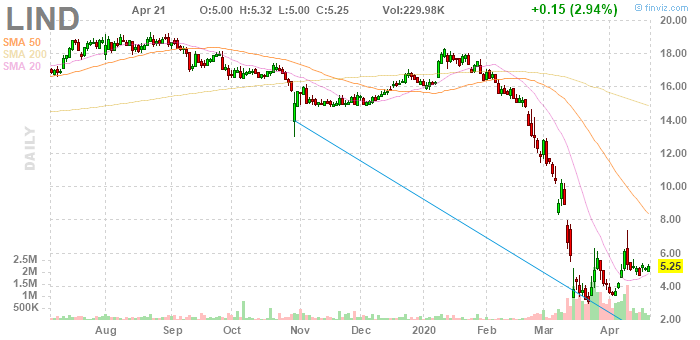 LIND
Apr 21 O:5.00 H:5.32 L:5.00 C:5.25 Vol:229.98K +0.15 (2.94%) @ finviz.com
SMA 50
SMA 200
SMA 20
DAILY
20.00
18.00
16.00
14.00
12.00
10.00
8.00
6.00
5.25
4.00
2.00
2.5M
2M
1.5M
1M
500K
Aug Sep Oct Nov Dec 2020 Feb Mar Apr